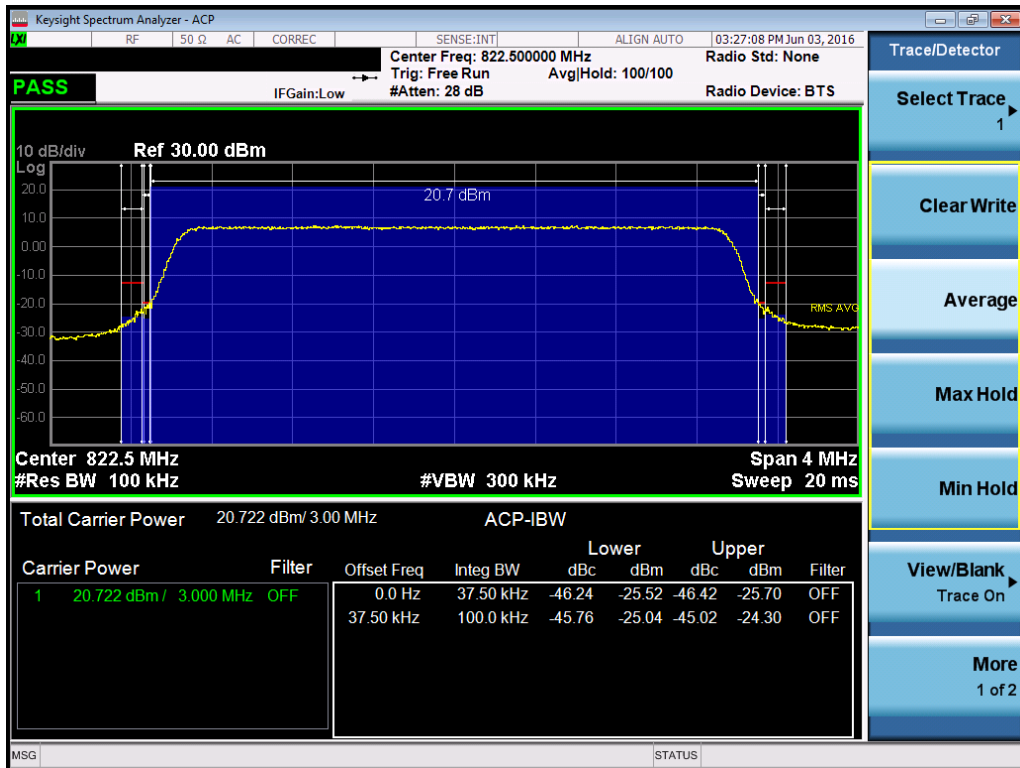 Keysight Spectrum Analyzer - ACP
LXI RF 50 Ω AC CORREC SENSE:INT ALIGN AUTO 03:27:08 PM Jun 03, 2016
Center Freq: 822.500000 MHz Radio Std: None
Trig: Free Run Avg|Hold: 100/100
PASS IFGain:Low #Atten: 28 dB Radio Device: BTS
10 dB/div Ref 30.00 dBm
Log
20.0
20.7 dBm
10.0
0.00
-10.0
-20.0
RMS AVG
-30.0
-40.0
-50.0
-60.0
Center 822.5 MHz Span 4 MHz
#Res BW 100 kHz #VBW 300 kHz Sweep 20 ms
Total Carrier Power 20.722 dBm/ 3.00 MHz ACP-IBW
Lower Upper
Carrier Power Filter Offset Freq Integ BW dBc dBm dBc dBm Filter
1 20.722 dBm / 3.000 MHz OFF 0.0 Hz 37.50 kHz -46.24 -25.52 -46.42 -25.70 OFF
37.50 kHz 100.0 kHz -45.76 -25.04 -45.02 -24.30 OFF
MSG STATUS
Trace/Detector
Select Trace
1
Clear Write
Average
Max Hold
Min Hold
View/Blank
Trace On
More
1 of 2